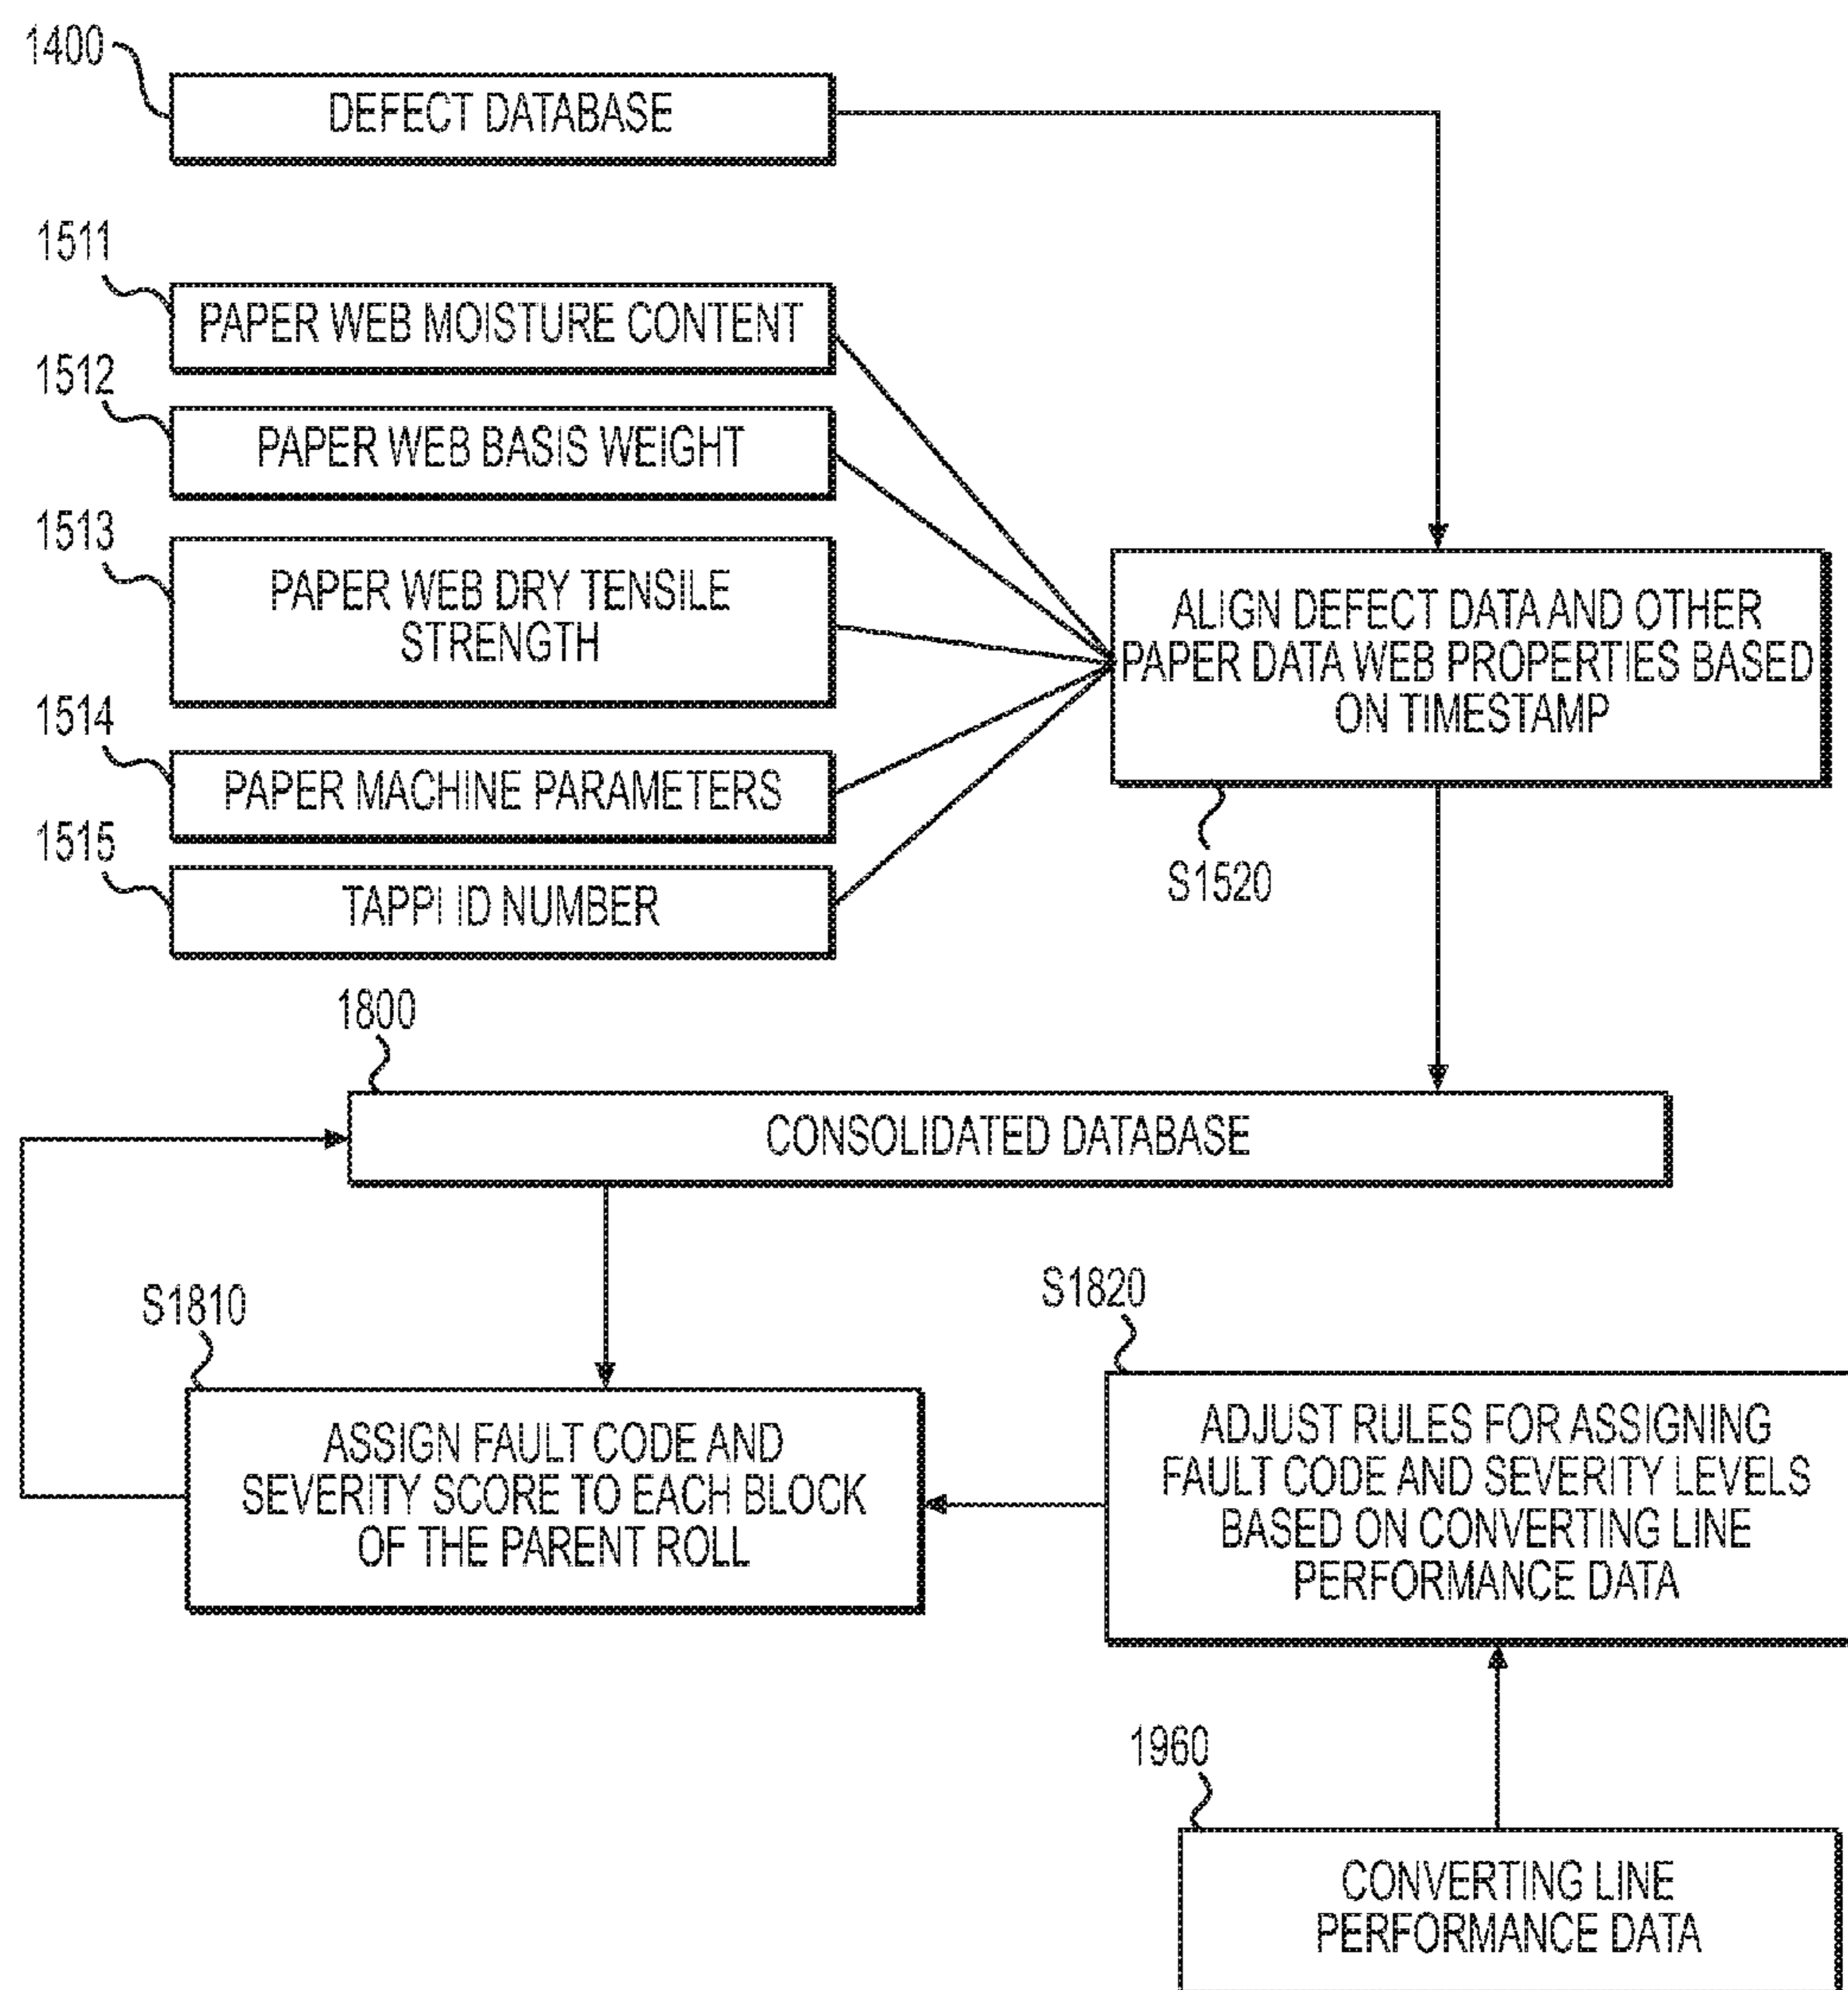 1400
DEFECT DATABASE
1511
PAPER WEB MOISTURE CONTENT
1512
PAPER WEB BASIS WEIGHT
1513
PAPER WEB DRY TENSILE
STRENGTH
1514
PAPER MACHINE PARAMETERS
1515
TAPPI ID NUMBER
ALIGN DEFECT DATA AND OTHER
PAPER DATA WEB PROPERTIES BASED
ON TIMESTAMP
S1520
1800
CONSOLIDATED DATABASE
S1810
ASSIGN FAULT CODE AND
SEVERITY SCORE TO EACH BLOCK
OF THE PARENT ROLL
S1820
ADJUST RULES FOR ASSIGNING
FAULT CODE AND SEVERITY LEVELS
BASED ON CONVERTING LINE
PERFORMANCE DATA
1960
CONVERTING LINE
PERFORMANCE DATA